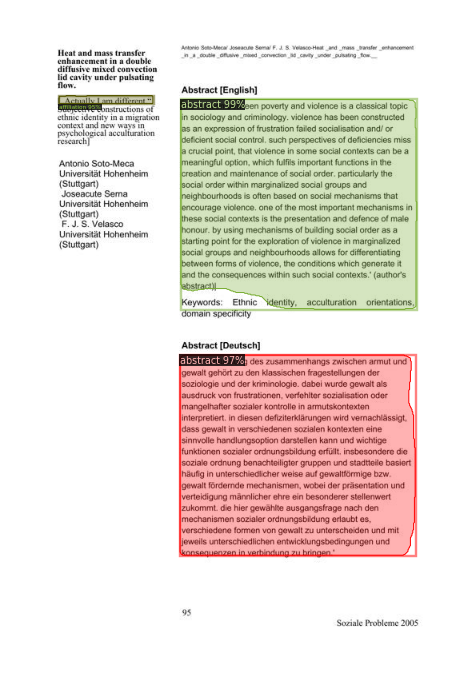 Heat and mass transfer
enhancement in a double
diffusive mixed convection
lid cavity under pulsating
flow.
„Actually I am different.“
Subjective constructions of
ethnic identity in a migration
context and new ways in
psychological acculturation
research]
Antonio Soto-Meca
Universität Hohenheim
(Stuttgart)
Joseacute Serna
Universität Hohenheim
(Stuttgart)
F. J. S. Velasco
Universität Hohenheim
(Stuttgart)
Antonio Soto-Meca/ Joseacute Serna/ F. J. S. Velasco-Heat _and _mass _transfer _enhancement
_in _a _double _diffusive _mixed _convection _lid _cavity _under _pulsating _flow.__
Abstract [English]
abstract 99% een poverty and violence is a classical topic
in sociology and criminology. violence has been constructed
as an expression of frustration failed socialisation and/ or
deficient social control. such perspectives of deficiencies miss
a crucial point, that violence in some social contexts can be a
meaningful option, which fulfils important functions in the
creation and maintenance of social order. particularly the
social order within marginalized social groups and
neighbourhoods is often based on social mechanisms that
encourage violence. one of the most important mechanisms in
these social contexts is the presentation and defence of male
honour. by using mechanisms of building social order as a
starting point for the exploration of violence in marginalized
social groups and neighbourhoods allows for differentiating
between forms of violence, the conditions which generate it
and the consequences within such social contexts.' (author's
abstract)|
Keywords: Ethnic identity, acculturation orientations,
domain specificity
Abstract [Deutsch]
abstract 97% g des zusammenhangs zwischen armut und
gewalt gehört zu den klassischen fragestellungen der
soziologie und der kriminologie. dabei wurde gewalt als
ausdruck von frustrationen, verfehlter sozialisation oder
mangelhafter sozialer kontrolle in armutskontexten
interpretiert. in diesen defiziterklärungen wird vernachlässigt,
dass gewalt in verschiedenen sozialen kontexten eine
sinnvolle handlungsoption darstellen kann und wichtige
funktionen sozialer ordnungsbildung erfüllt. insbesondere die
soziale ordnung benachteiligter gruppen und stadtteile basiert
häufig in unterschiedlicher weise auf gewaltförmige bzw.
gewalt fördernde mechanismen, wobei der präsentation und
verteidigung männlicher ehre ein besonderer stellenwert
zukommt. die hier gewählte ausgangsfrage nach den
mechanismen sozialer ordnungsbildung erlaubt es,
verschiedene formen von gewalt zu unterscheiden und mit
jeweils unterschiedlichen entwicklungsbedingungen und
konsequenzen in verbindung zu bringen.'
95
Soziale Probleme 2005